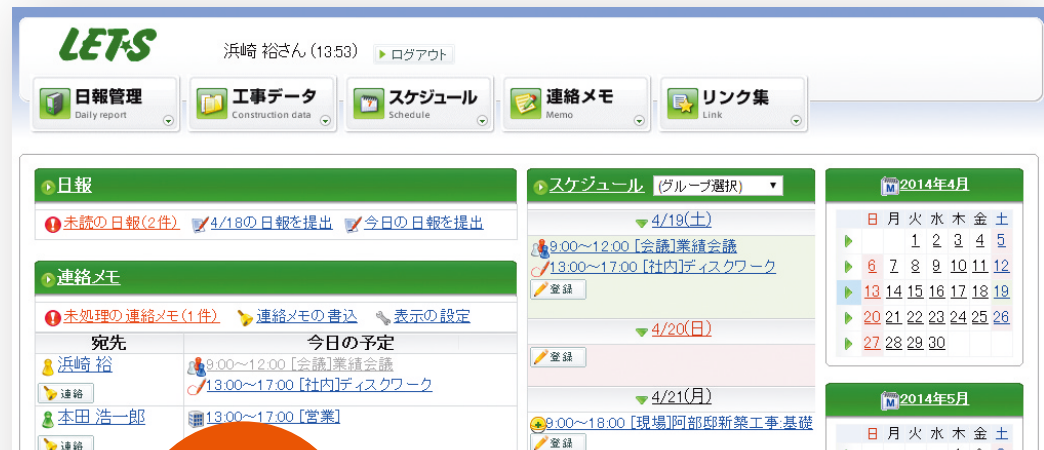 LETS
浜崎 裕さん (13:53) ログアウト
日報管理 工事データ スケジュール 連絡メモ リンク集
Daily report Construction data Schedule Memo Link
日報
未読の日報(2件) 4/18の日報を提出 今日の日報を提出
連絡メモ
未処理の連絡メモ(1件) 連絡メモの書込 表示の設定
宛先 今日の予定
浜崎 裕 9:00～12:00 [会議]業績会議
13:00～17:00 [社内]ディスクワーク
連絡
本田 浩一郎 13:00～17:00 [営業]
連絡
スケジュール (グループ選択)
4/19(土)
9:00～12:00 [会議]業績会議
13:00～17:00 [社内]ディスクワーク
登録
4/20(日)
登録
4/21(月)
9:00～18:00 [現場]阿部邸新築工事:基礎
登録
M 2014年4月
日 月 火 水 木 金 土
1 2 3 4 5
6 7 8 9 10 11 12
13 14 15 16 17 18 19
20 21 22 23 24 25 26
27 28 29 30
M 2014年5月
日 月 火 水 木 金 土